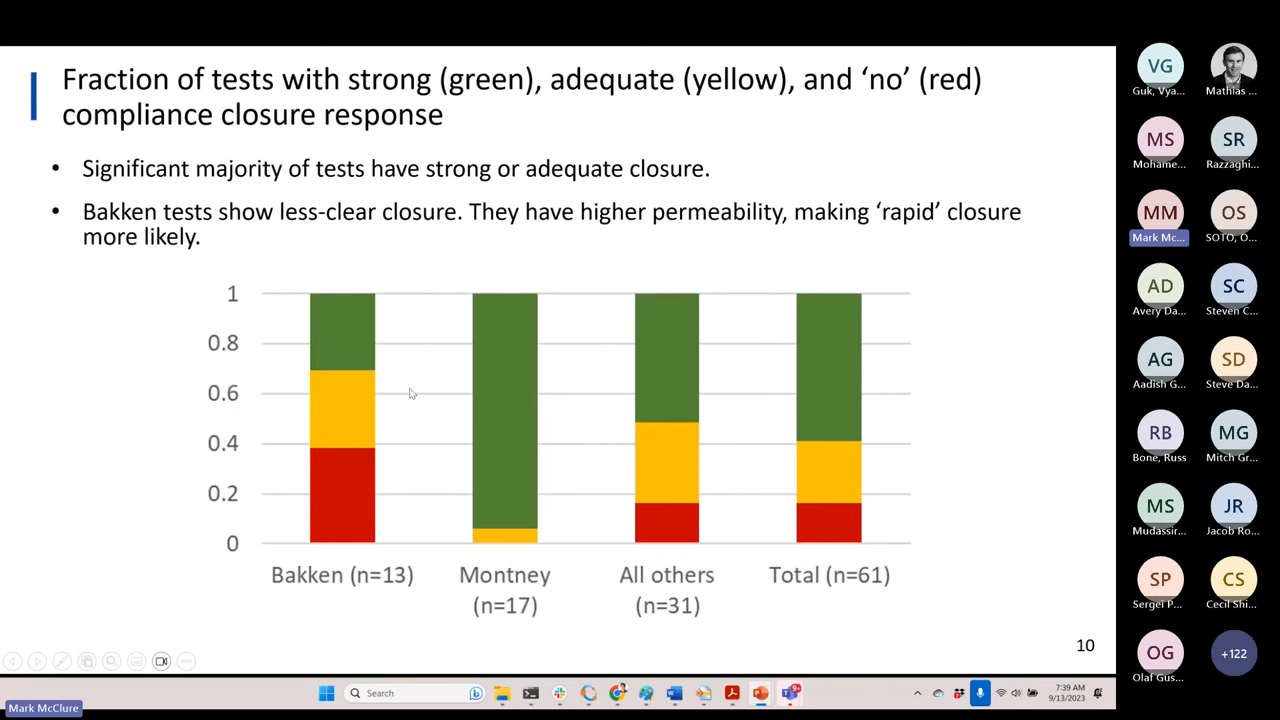 Fraction of tests with strong (green), adequate (yellow), and ‘no’ (red)
compliance closure response
• Significant majority of tests have strong or adequate closure.
• Bakken tests show less-clear closure. They have higher permeability, making ‘rapid’ closure
more likely.
1
0.8
0.6
0.4
0.2
0
Bakken (n=13)
Montney
(n=17)
All others
(n=31)
Total (n=61)
10
VG
Guk, Vya...
Mathias ...
MS
Mohame...
SR
Razzaghi...
MM
Mark Mc...
OS
SOTO, O...
AD
Avery Da...
SC
Steven C...
AG
Aadish G...
SD
Steve Da...
RB
Bone, Russ
MG
Mitch Gr...
MS
Mudassir...
JR
Jacob Ro...
SP
Sergei P...
CS
Cecil Shi...
OG
Olaf Gus...
+122
Search
7:39 AM
9/13/2023
Mark McClure